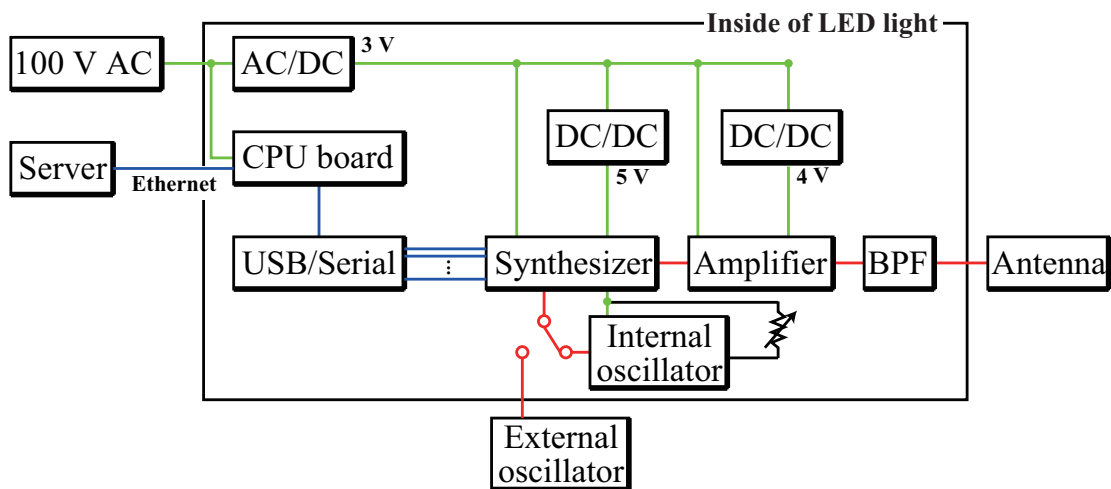 Inside of LED light
100 V AC
AC/DC
3 V
DC/DC
DC/DC
Server
Ethernet
CPU board
5 V
4 V
USB/Serial
...
Synthesizer
Amplifier
BPF
Antenna
Internal
oscillator
External
oscillator